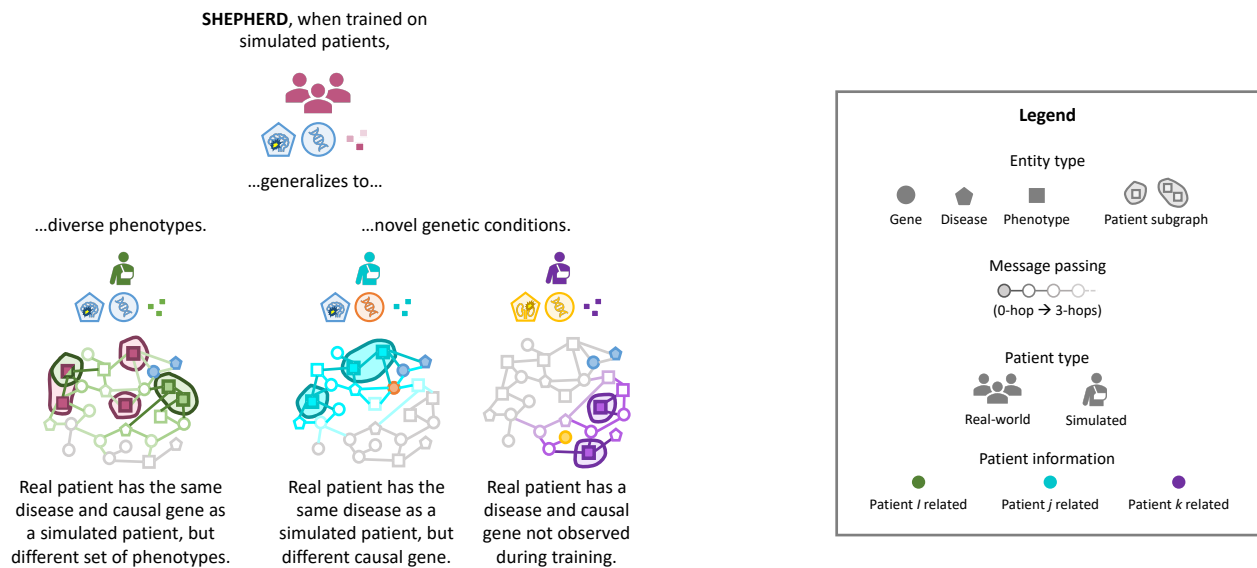 SHEPHERD, when trained on
simulated patients,
...generalizes to...
...diverse phenotypes.
...novel genetic conditions.
Real patient has the same
disease and causal gene as
a simulated patient, but
different set of phenotypes.
Real patient has the
same disease as a
simulated patient, but
different causal gene.
Real patient has a
disease and causal
gene not observed
during training.
Legend
Entity type
Gene
Disease
Phenotype
Patient subgraph
Message passing
(0-hop → 3-hops)
Patient type
Real-world
Simulated
Patient information
Patient I related
Patient j related
Patient k related